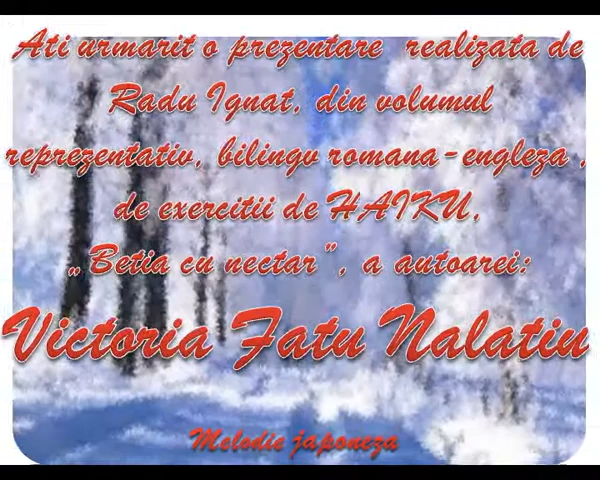 Ati urmarit o prezentare realizata de
Radu Ignat, din volumul
reprezentativ, bilingv romana-engleza,
de exercitii de HAIKU,
„Betia cu nectar”, a autoarei:
Victoria Fatu Nalatiu
Melodie japoneza